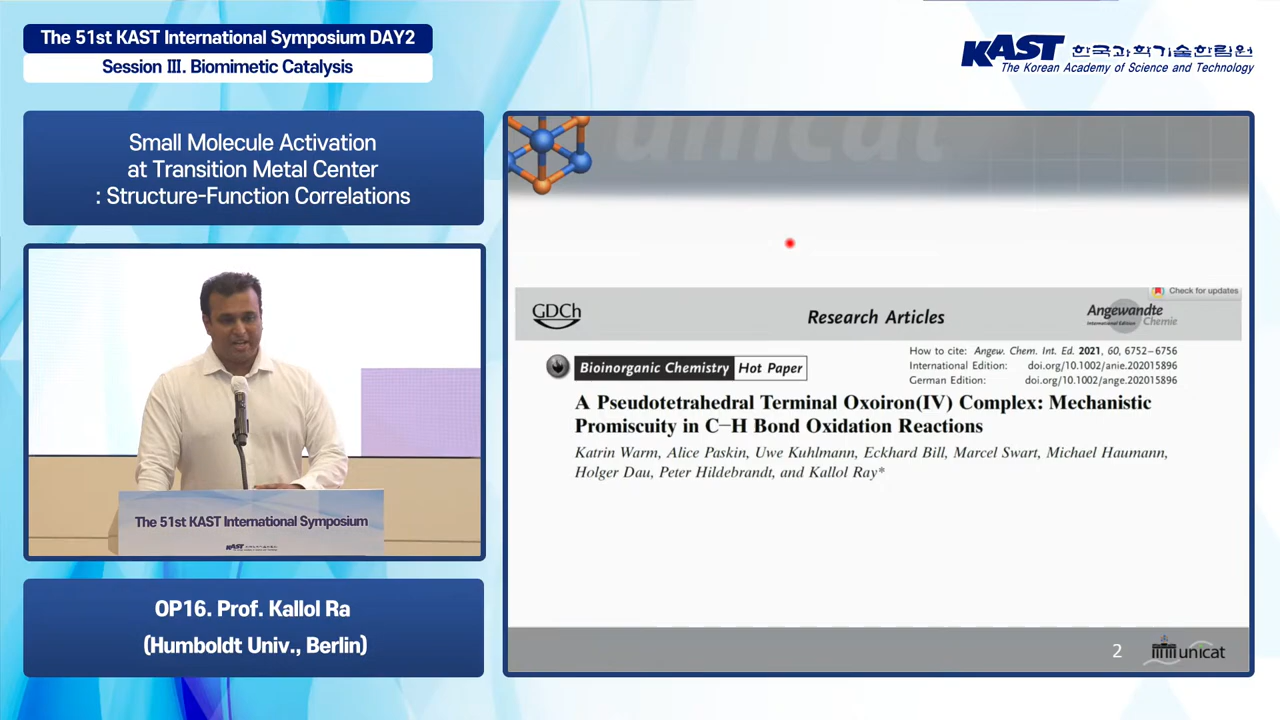 The 51st KAST International Symposium DAY2
Session Ⅲ. Biomimetic Catalysis
KAST 한국과학기술한림원
The Korean Academy of Science and Technology
Small Molecule Activation
at Transition Metal Center
: Structure-Function Correlations
The 51st KAST International Symposium
KAST
OP16. Prof. Kallol Ra
(Humboldt Univ., Berlin)
unicat
Check for updates
GDCh
Research Articles
Angewandte
International Edition Chemie
Bioinorganic Chemistry Hot Paper
How to cite: Angew. Chem. Int. Ed. 2021, 60, 6752–6756
International Edition: doi.org/10.1002/anie.202015896
German Edition: doi.org/10.1002/ange.202015896
A Pseudotetrahedral Terminal Oxoiron(IV) Complex: Mechanistic
Promiscuity in C−H Bond Oxidation Reactions
Katrin Warm, Alice Paskin, Uwe Kuhlmann, Eckhard Bill, Marcel Swart, Michael Haumann,
Holger Dau, Peter Hildebrandt, and Kallol Ray*
2
unicat